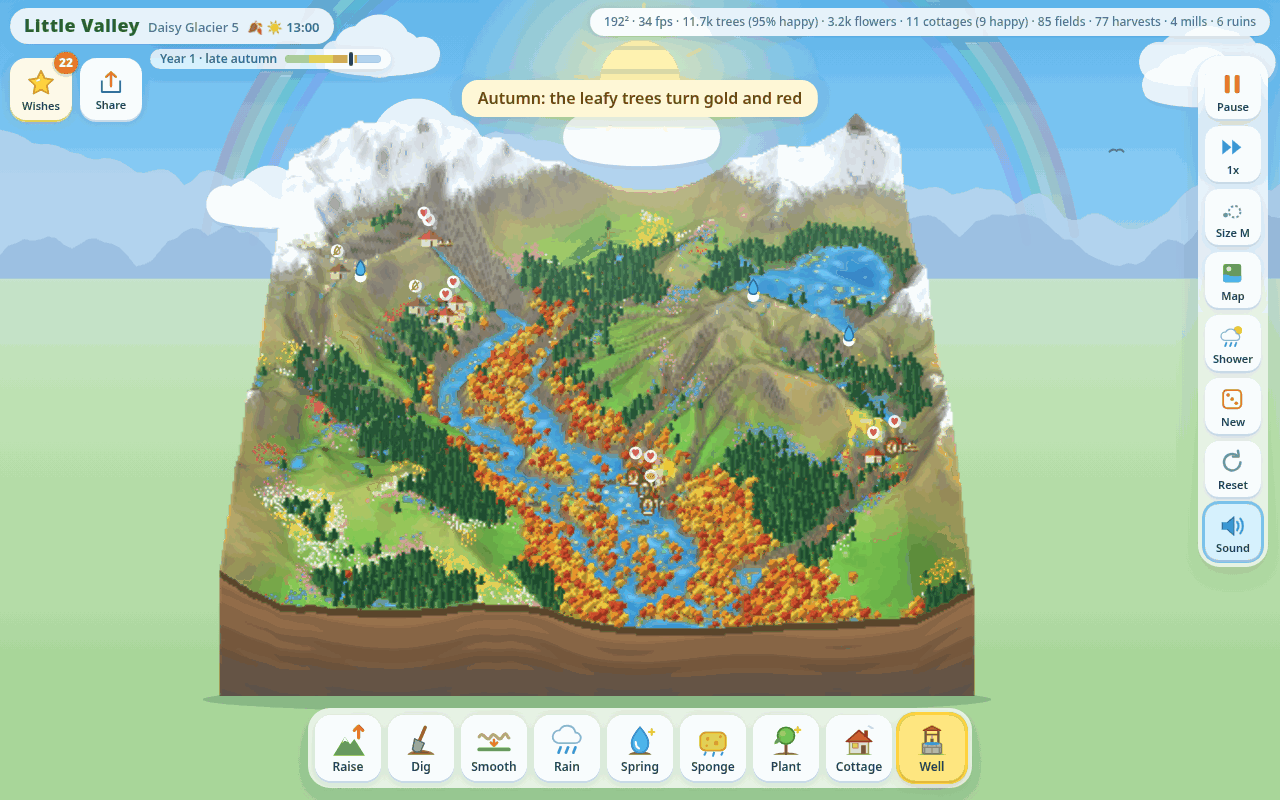 Little Valley Daisy Glacier 5 13:00
192² · 34 fps · 11.7k trees (95% happy) · 3.2k flowers · 11 cottages (9 happy) · 85 fields · 77 harvests · 4 mills · 6 ruins
Year 1 · late autumn
22
Wishes
Share
Autumn: the leafy trees turn gold and red
Pause
1x
Size M
Map
Shower
New
Reset
Sound
Raise
Dig
Smooth
Rain
Spring
Sponge
Plant
Cottage
Well